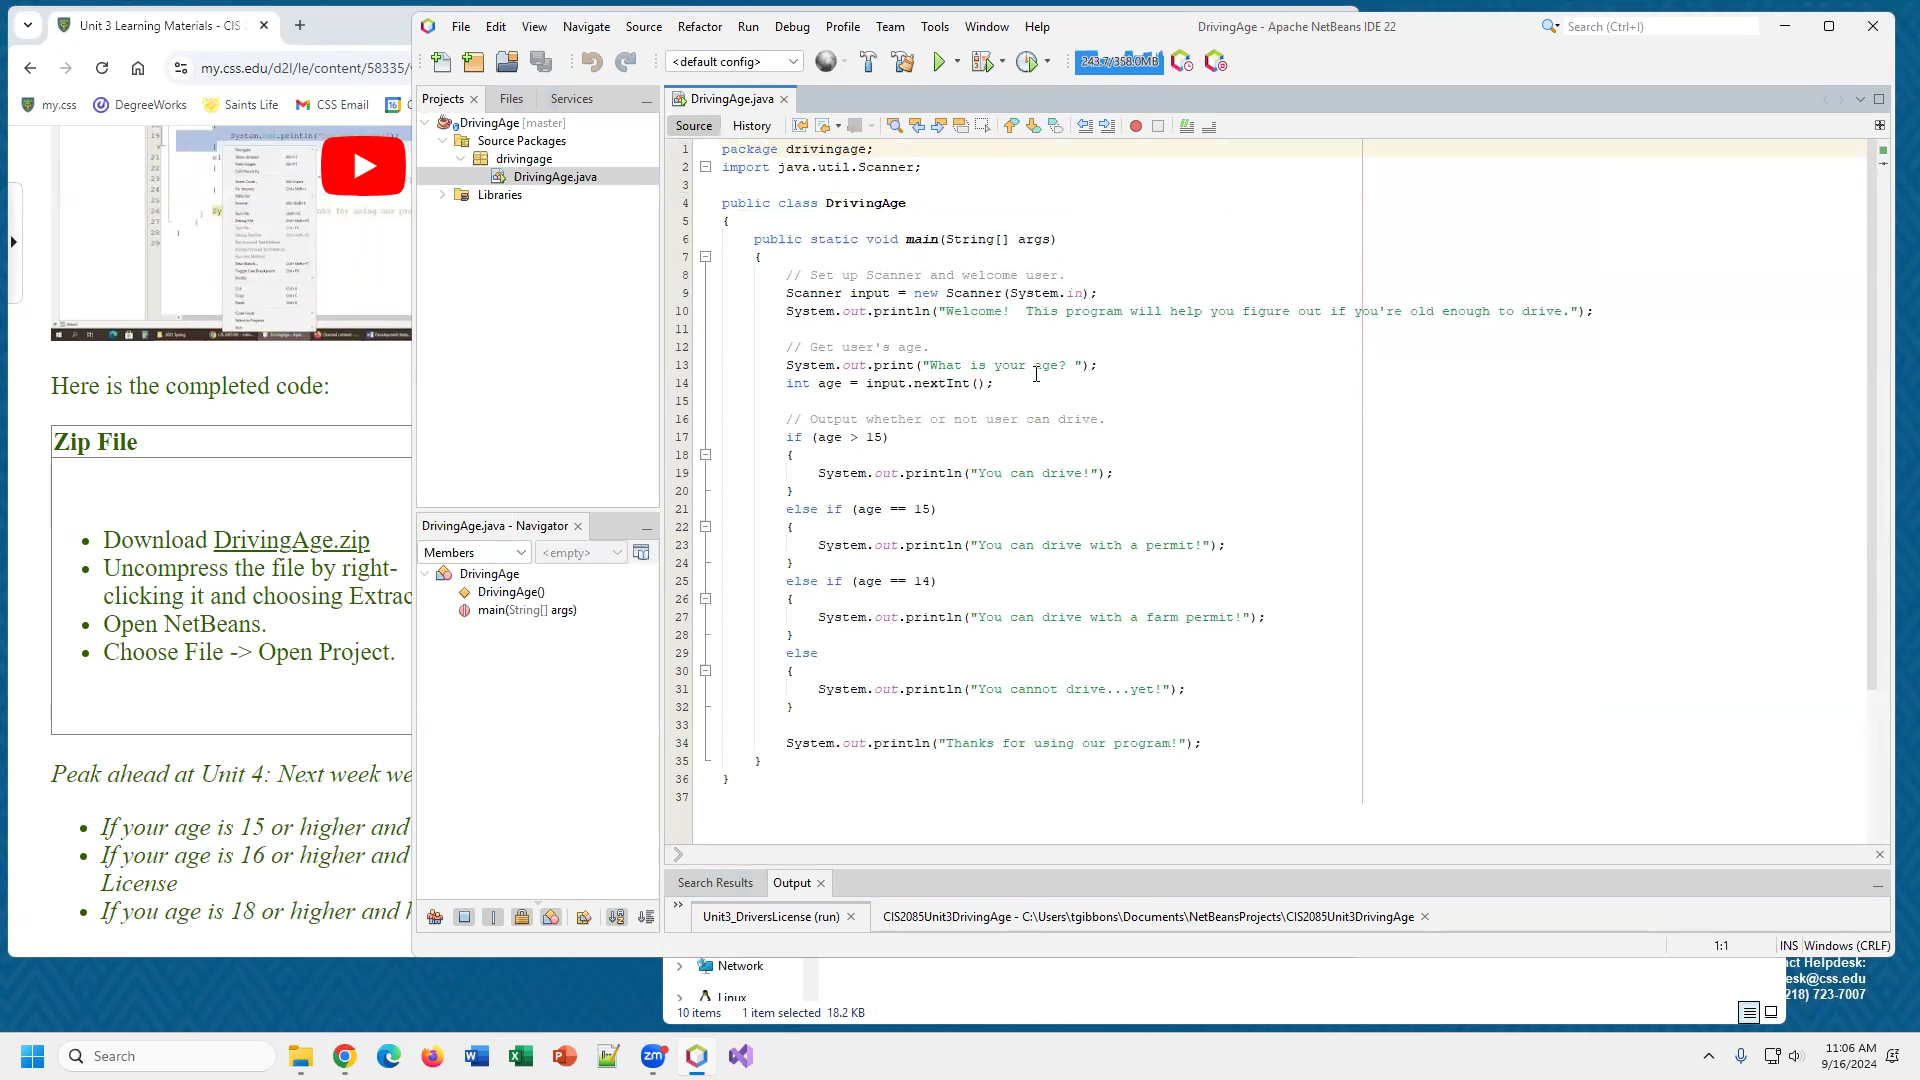 Unit 3 Learning Materials - CIS
my.css.edu/d2l/le/content/58335/
my.css
DegreeWorks
Saints Life
CSS Email
Here is the completed code:
Zip File
Download DrivingAge.zip
Uncompress the file by right-
clicking it and choosing Extrac
Open NetBeans.
Choose File -> Open Project.
Peak ahead at Unit 4: Next week we
If your age is 15 or higher and
If your age is 16 or higher and
License
If you age is 18 or higher and h
File Edit View Navigate Source Refactor Run Debug Profile Team Tools Window Help
DrivingAge - Apache NetBeans IDE 22
Search (Ctrl+I)
<default config>
243.7/358.0MB
Projects Files Services
DrivingAge [master]
Source Packages
drivingage
DrivingAge.java
Libraries
DrivingAge.java - Navigator
Members <empty>
DrivingAge
DrivingAge()
main(String[] args)
DrivingAge.java
Source History
1 package drivingage;
2 import java.util.Scanner;
3
4 public class DrivingAge
5 {
6 public static void main(String[] args)
7 {
8 // Set up Scanner and welcome user.
9 Scanner input = new Scanner(System.in);
10 System.out.println("Welcome!  This program will help you figure out if you're old enough to drive.");
11
12 // Get user's age.
13 System.out.print("What is your age? ");
14 int age = input.nextInt();
15
16 // Output whether or not user can drive.
17 if (age > 15)
18 {
19 System.out.println("You can drive!");
20 }
21 else if (age == 15)
22 {
23 System.out.println("You can drive with a permit!");
24 }
25 else if (age == 14)
26 {
27 System.out.println("You can drive with a farm permit!");
28 }
29 else
30 {
31 System.out.println("You cannot drive...yet!");
32 }
33
34 System.out.println("Thanks for using our program!");
35 }
36 }
37
Search Results Output
Unit3_DriversLicense (run)
CIS2085Unit3DrivingAge - C:\Users\tgibbons\Documents\NetBeansProjects\CIS2085Unit3DrivingAge
1:1 INS Windows (CRLF)
Network
Linux
10 items 1 item selected 18.2 KB
ct Helpdesk:
esk@css.edu
218) 723-7007
Search
11:06 AM
9/16/2024